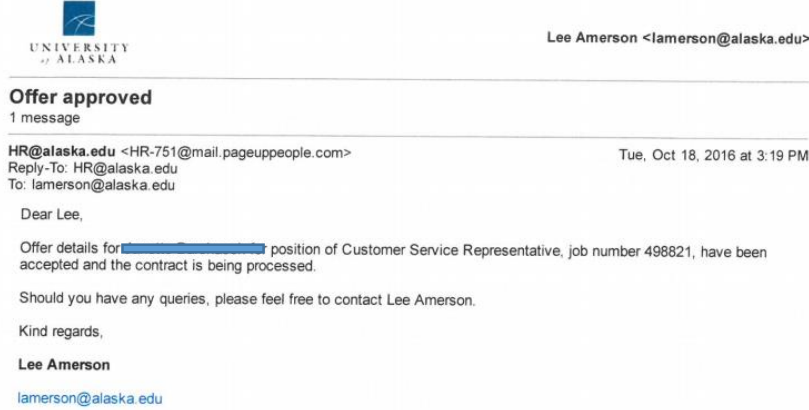 UNIVERSITY
of ALASKA
Lee Amerson <lamerson@alaska.edu>
Offer approved
1 message
HR@alaska.edu <HR-751@mail.pageuppeople.com>
Tue, Oct 18, 2016 at 3:19 PM
Reply-To: HR@alaska.edu
To: lamerson@alaska.edu
Dear Lee,
Offer details for position of Customer Service Representative, job number 498821, have been
accepted and the contract is being processed.
Should you have any queries, please feel free to contact Lee Amerson.
Kind regards,
Lee Amerson
lamerson@alaska.edu